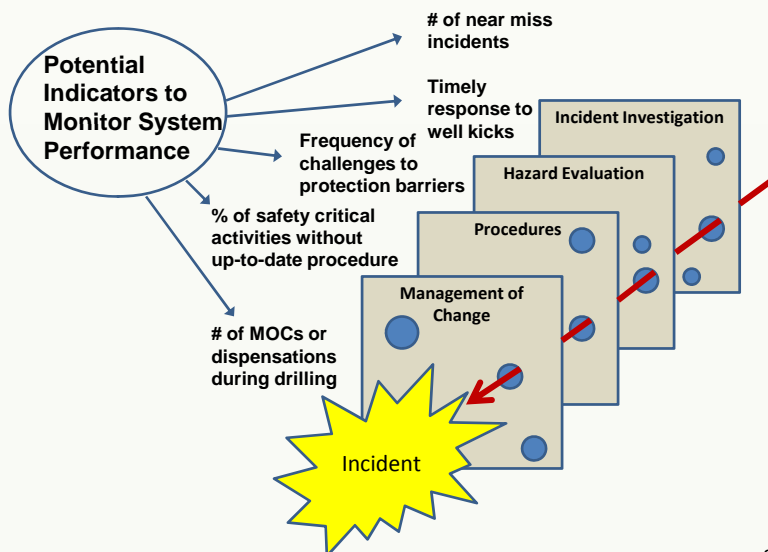 Potential
Indicators to
Monitor System
Performance
# of near miss
incidents
Timely
response to
well kicks
Frequency of
challenges to
protection barriers
% of safety critical
activities without
up-to-date procedure
# of MOCs or
dispensations
during drilling
Incident Investigation
Hazard Evaluation
Procedures
Management of
Change
Incident